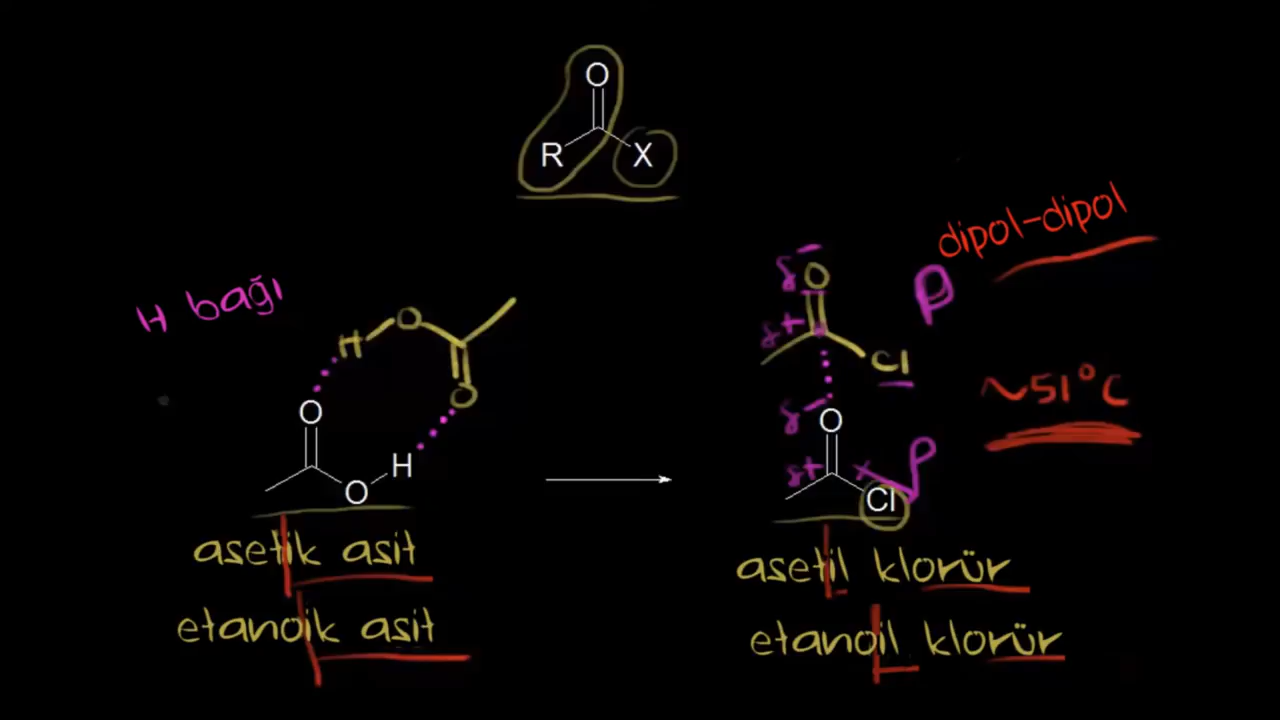 O
R X
dipol-dipol
H bağı
δ- O
δ+
H O
O
Cl
~51°C
O
H
O
δ- O
δ+
Cl
asetik asit
etanoik asit
asetil klorür
etanoil klorür